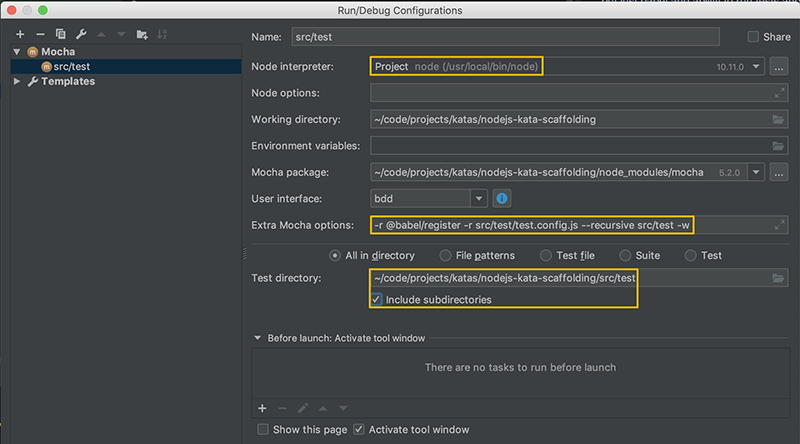 Run/Debug Configurations
Name: src/test Share
Mocha
src/test
Templates
Node interpreter: Project node (/usr/local/bin/node) 10.11.0 ...
Node options:
Working directory: ~/code/projects/katas/nodejs-kata-scaffolding
Environment variables:
Mocha package: ~/code/projects/katas/nodejs-kata-scaffolding/node_modules/mocha 5.2.0 ...
User interface: bdd
Extra Mocha options: -r @babel/register -r src/test/test.config.js --recursive src/test -w
All in directory File patterns Test file Suite Test
Test directory: ~/code/projects/katas/nodejs-kata-scaffolding/src/test
Include subdirectories
Before launch: Activate tool window
There are no tasks to run before launch
Show this page Activate tool window